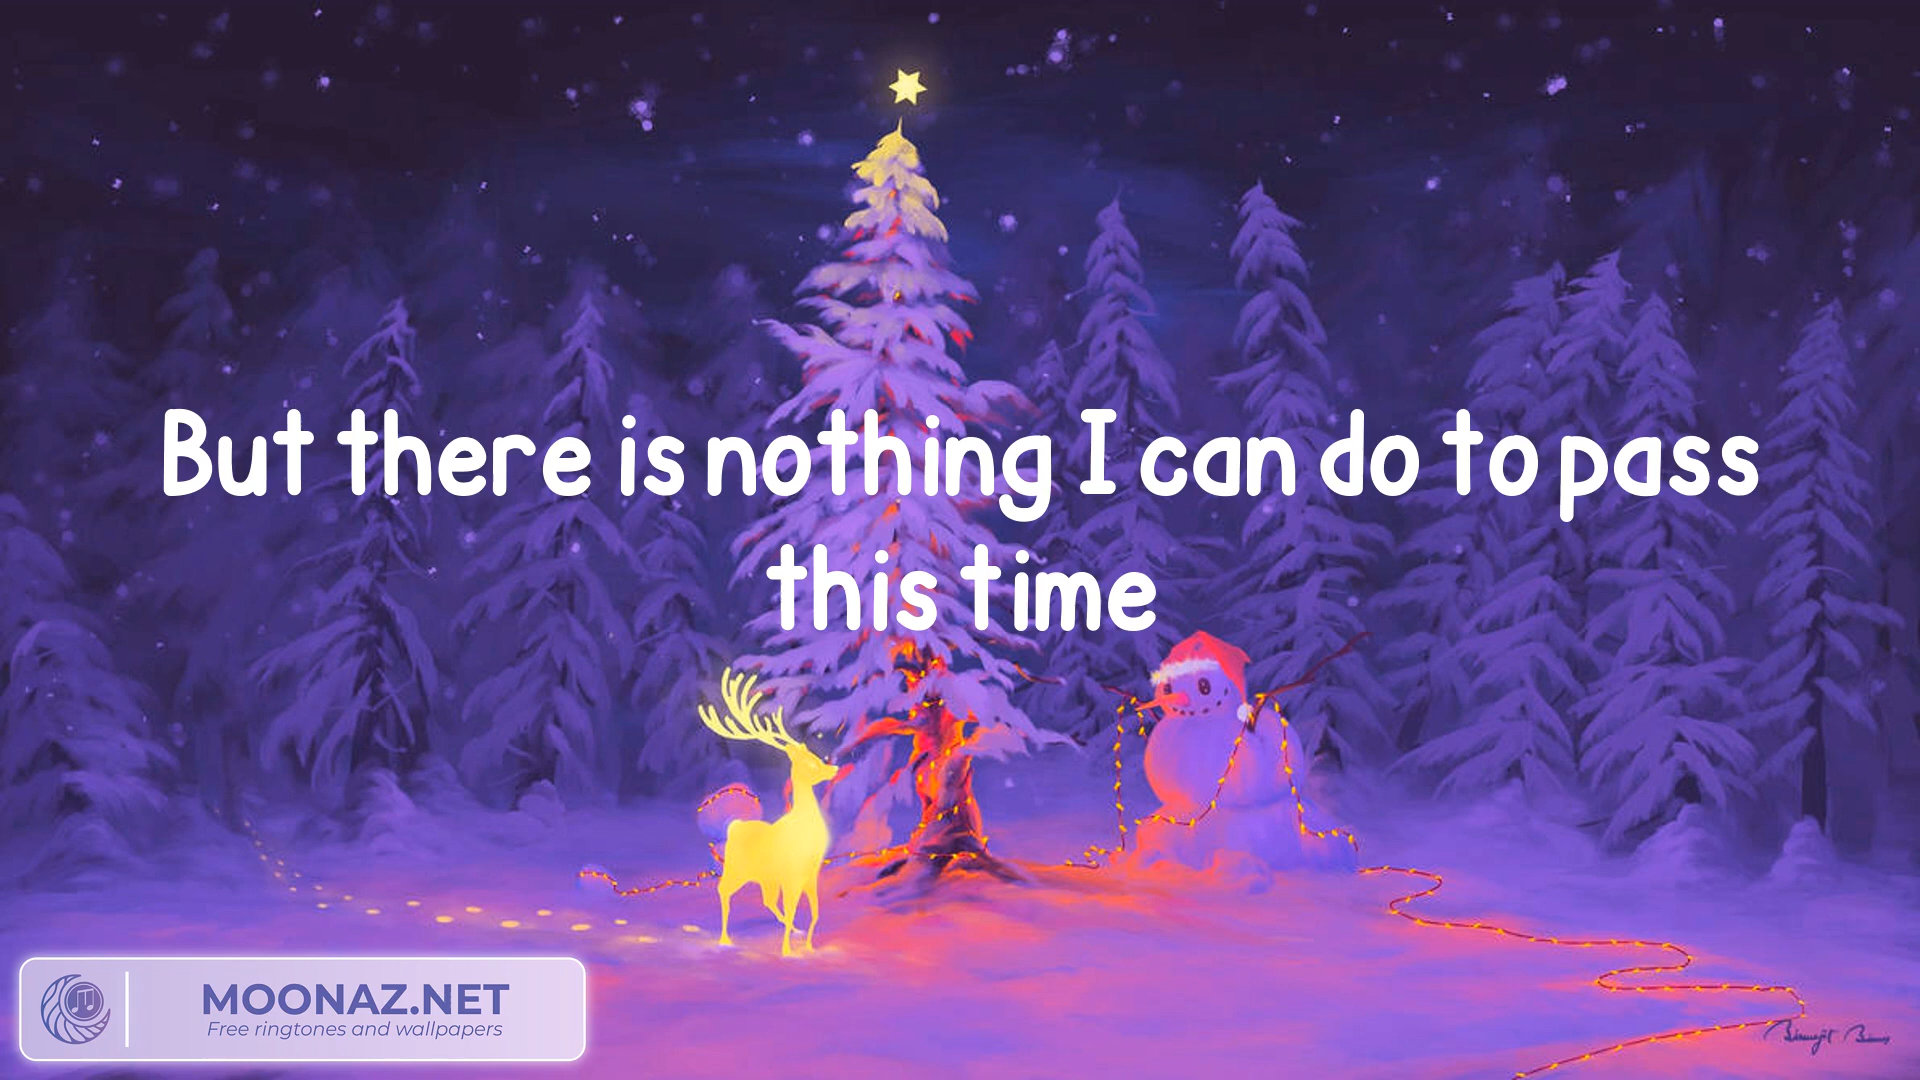 But there is nothing I can do to pass
this time
MOONAZ.NET
Free ringtones and wallpapers